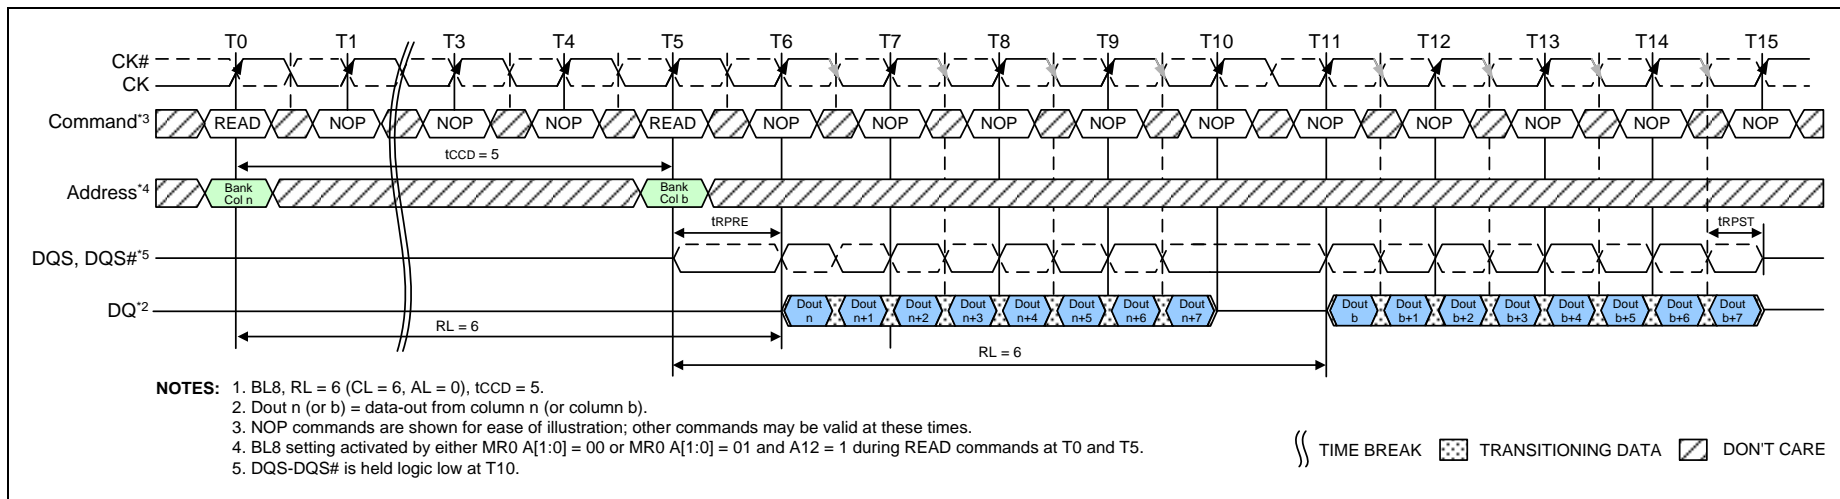 T0 T1 T3 T4 T5 T6 T7 T8 T9 T10 T11 T12 T13 T14 T15
CK#
CK
Command*3 READ NOP NOP NOP READ NOP NOP NOP NOP NOP NOP NOP NOP NOP NOP
tCCD = 5
Address*4 Bank Col n Bank Col b
tRPRE tRPST
DQS, DQS#*5
DQ*2 Dout n Dout n+1 Dout n+2 Dout n+3 Dout n+4 Dout n+5 Dout n+6 Dout n+7 Dout b Dout b+1 Dout b+2 Dout b+3 Dout b+4 Dout b+5 Dout b+6 Dout b+7
RL = 6
RL = 6
NOTES: 1. BL8, RL = 6 (CL = 6, AL = 0), tCCD = 5.
2. Dout n (or b) = data-out from column n (or column b).
3. NOP commands are shown for ease of illustration; other commands may be valid at these times.
4. BL8 setting activated by either MR0 A[1:0] = 00 or MR0 A[1:0] = 01 and A12 = 1 during READ commands at T0 and T5.
5. DQS-DQS# is held logic low at T10.
TIME BREAK TRANSITIONING DATA DON'T CARE